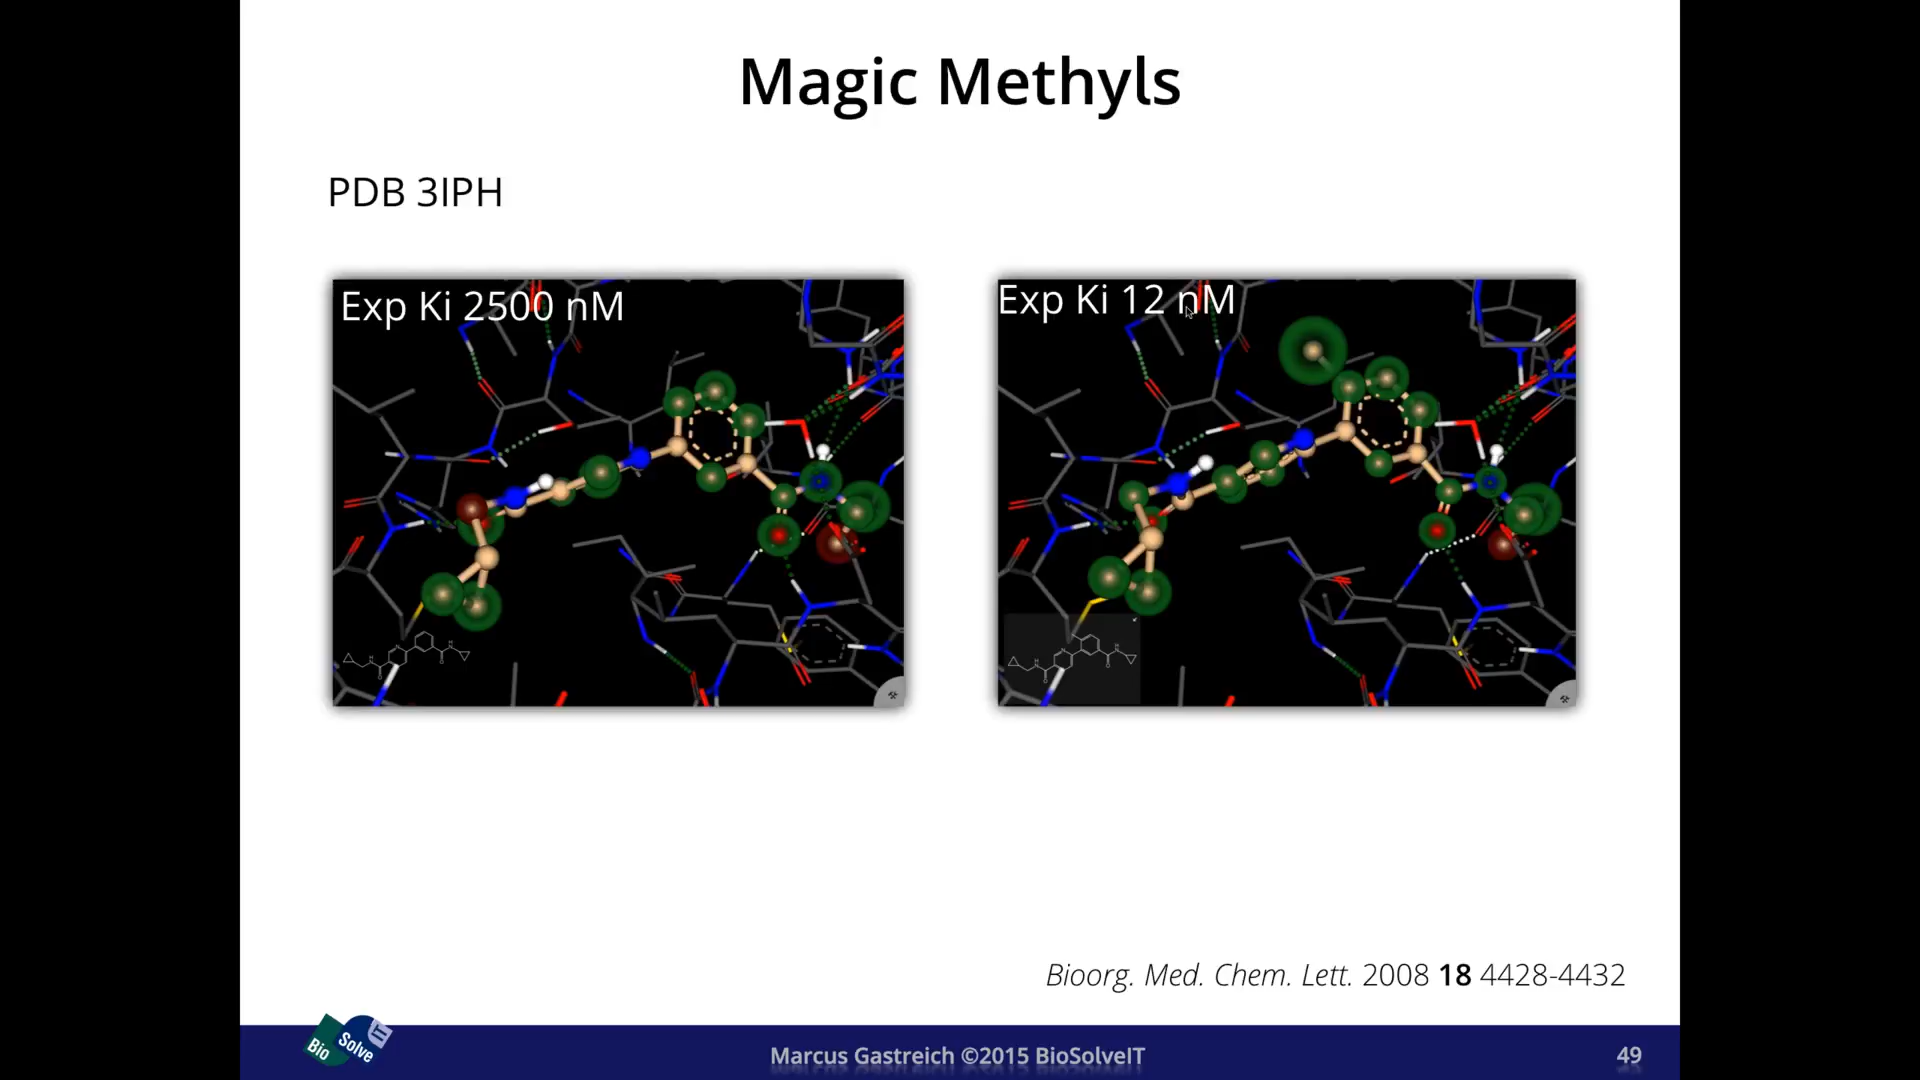 Magic Methyls
PDB 3IPH
Exp Ki 2500 nM
Exp Ki 12 nM
Bioorg. Med. Chem. Lett. 2008 18 4428-4432
Bio Solve IT
Marcus Gastreich ©2015 BioSolveIT
49